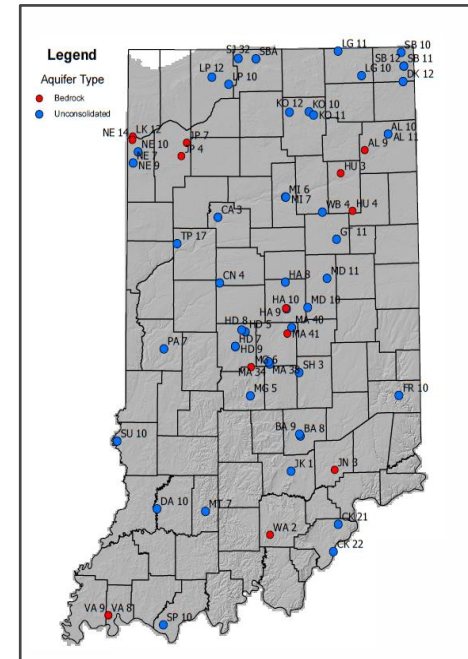 Legend
Aquifer Type
Bedrock
Unconsolidated
SJ 32
SBA
LG 11
SB 10
SB 12
SB 11
LP 12
LP 10
LG 10
DK 12
KO 12
KO 10
KO 11
NE 14
LK 12
NE 10
NE 7
NE 9
JP 7
JP 4
AL 10
AL 11
AL 9
HU 3
MI 6
MI 7
WB 4
HU 4
CA 3
TP 17
GT 11
CN 4
HA 8
MD 11
HA 10
HA 9
MD 10
HD 8
HD 5
MA 40
HD 7
MA 41
PA 7
HD 9
MG 6
MA 34
MA 38
SH 3
MG 5
FR 10
BA 9
BA 8
SU 10
JK 1
JN 3
DA 10
MT 7
CK 21
WA 2
CK 22
VA 9
VA 8
SP 10